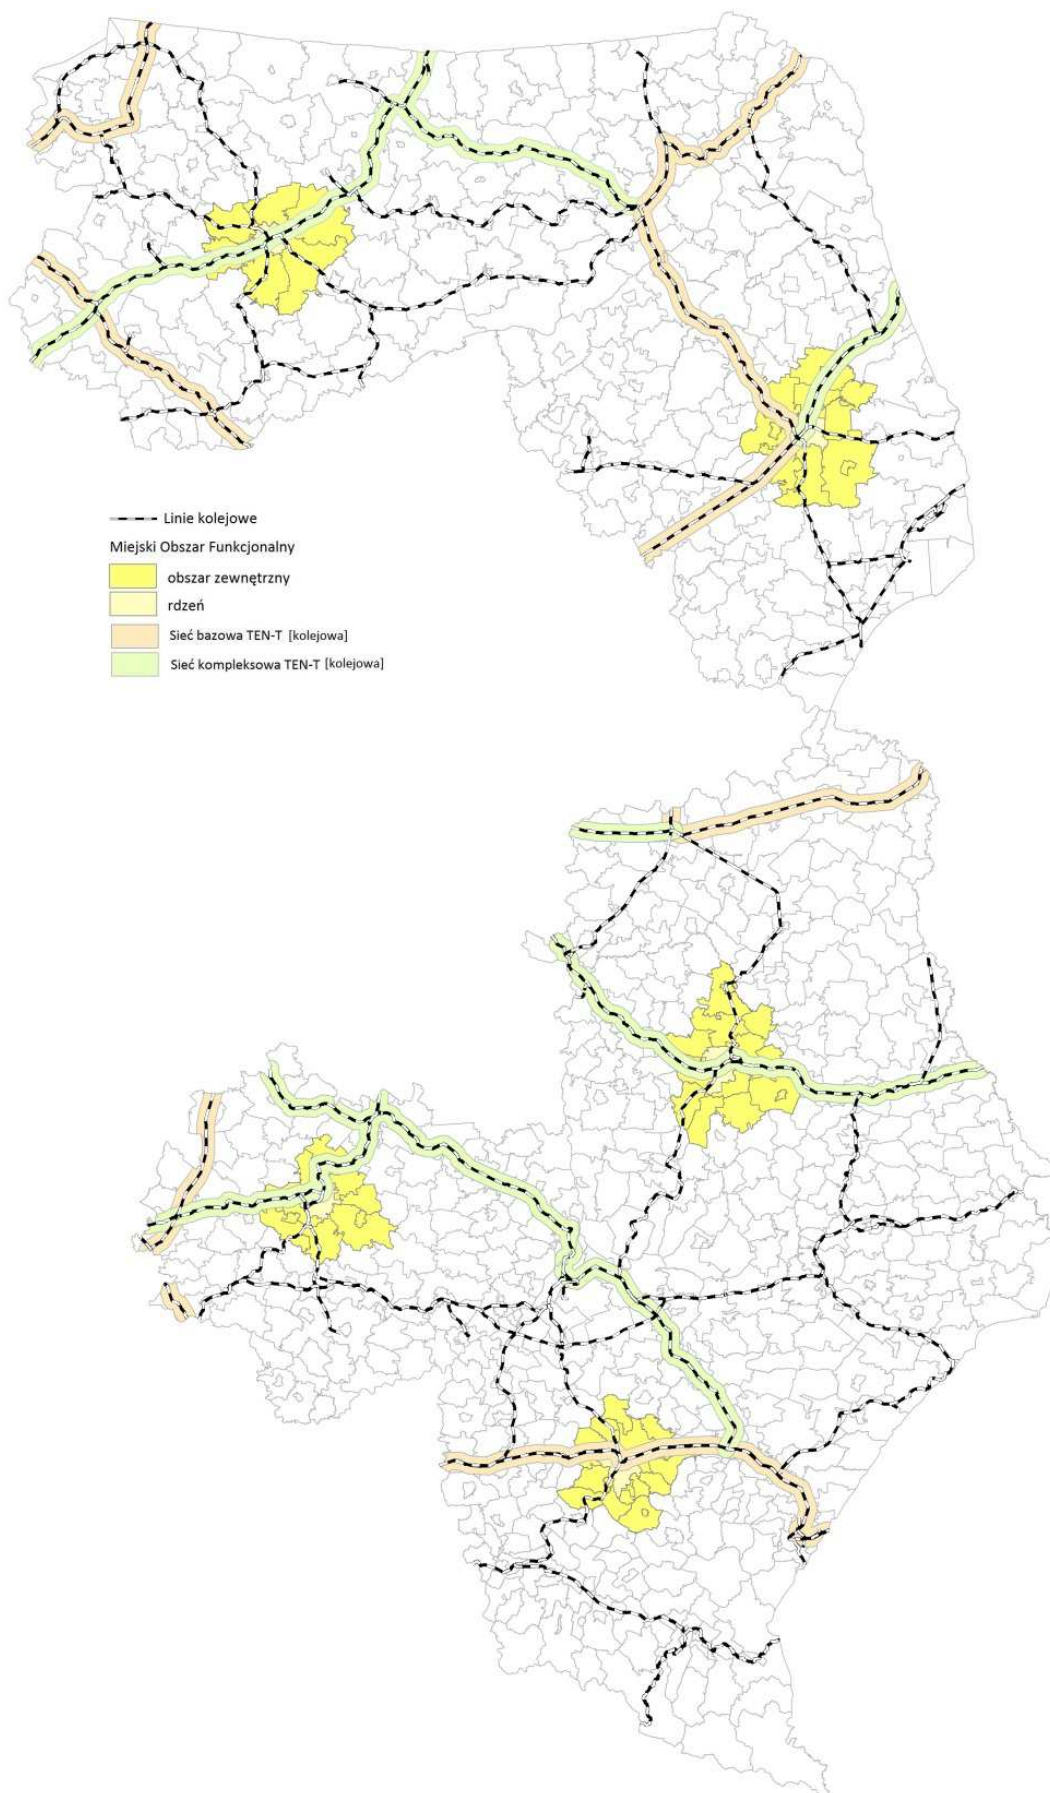 Linie kolejowe
Miejski Obszar Funkcjonalny
obszar zewnętrzny
rdzeń
Sieć bazowa TEN-T [kolejowa]
Sieć kompleksowa TEN-T [kolejowa]